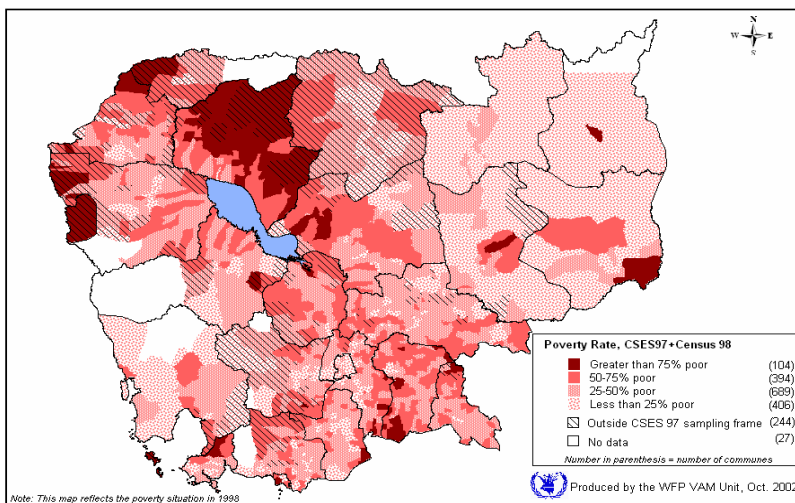 N
W E
S
Poverty Rate, CSES97+Census 98
Greater than 75% poor (104)
50-75% poor (394)
25-50% poor (689)
Less than 25% poor (406)
Outside CSES 97 sampling frame (244)
No data (27)
Number in parenthesis = number of communes
Note: This map reflects the poverty situation in 1998
Produced by the WFP VAM Unit, Oct. 2002